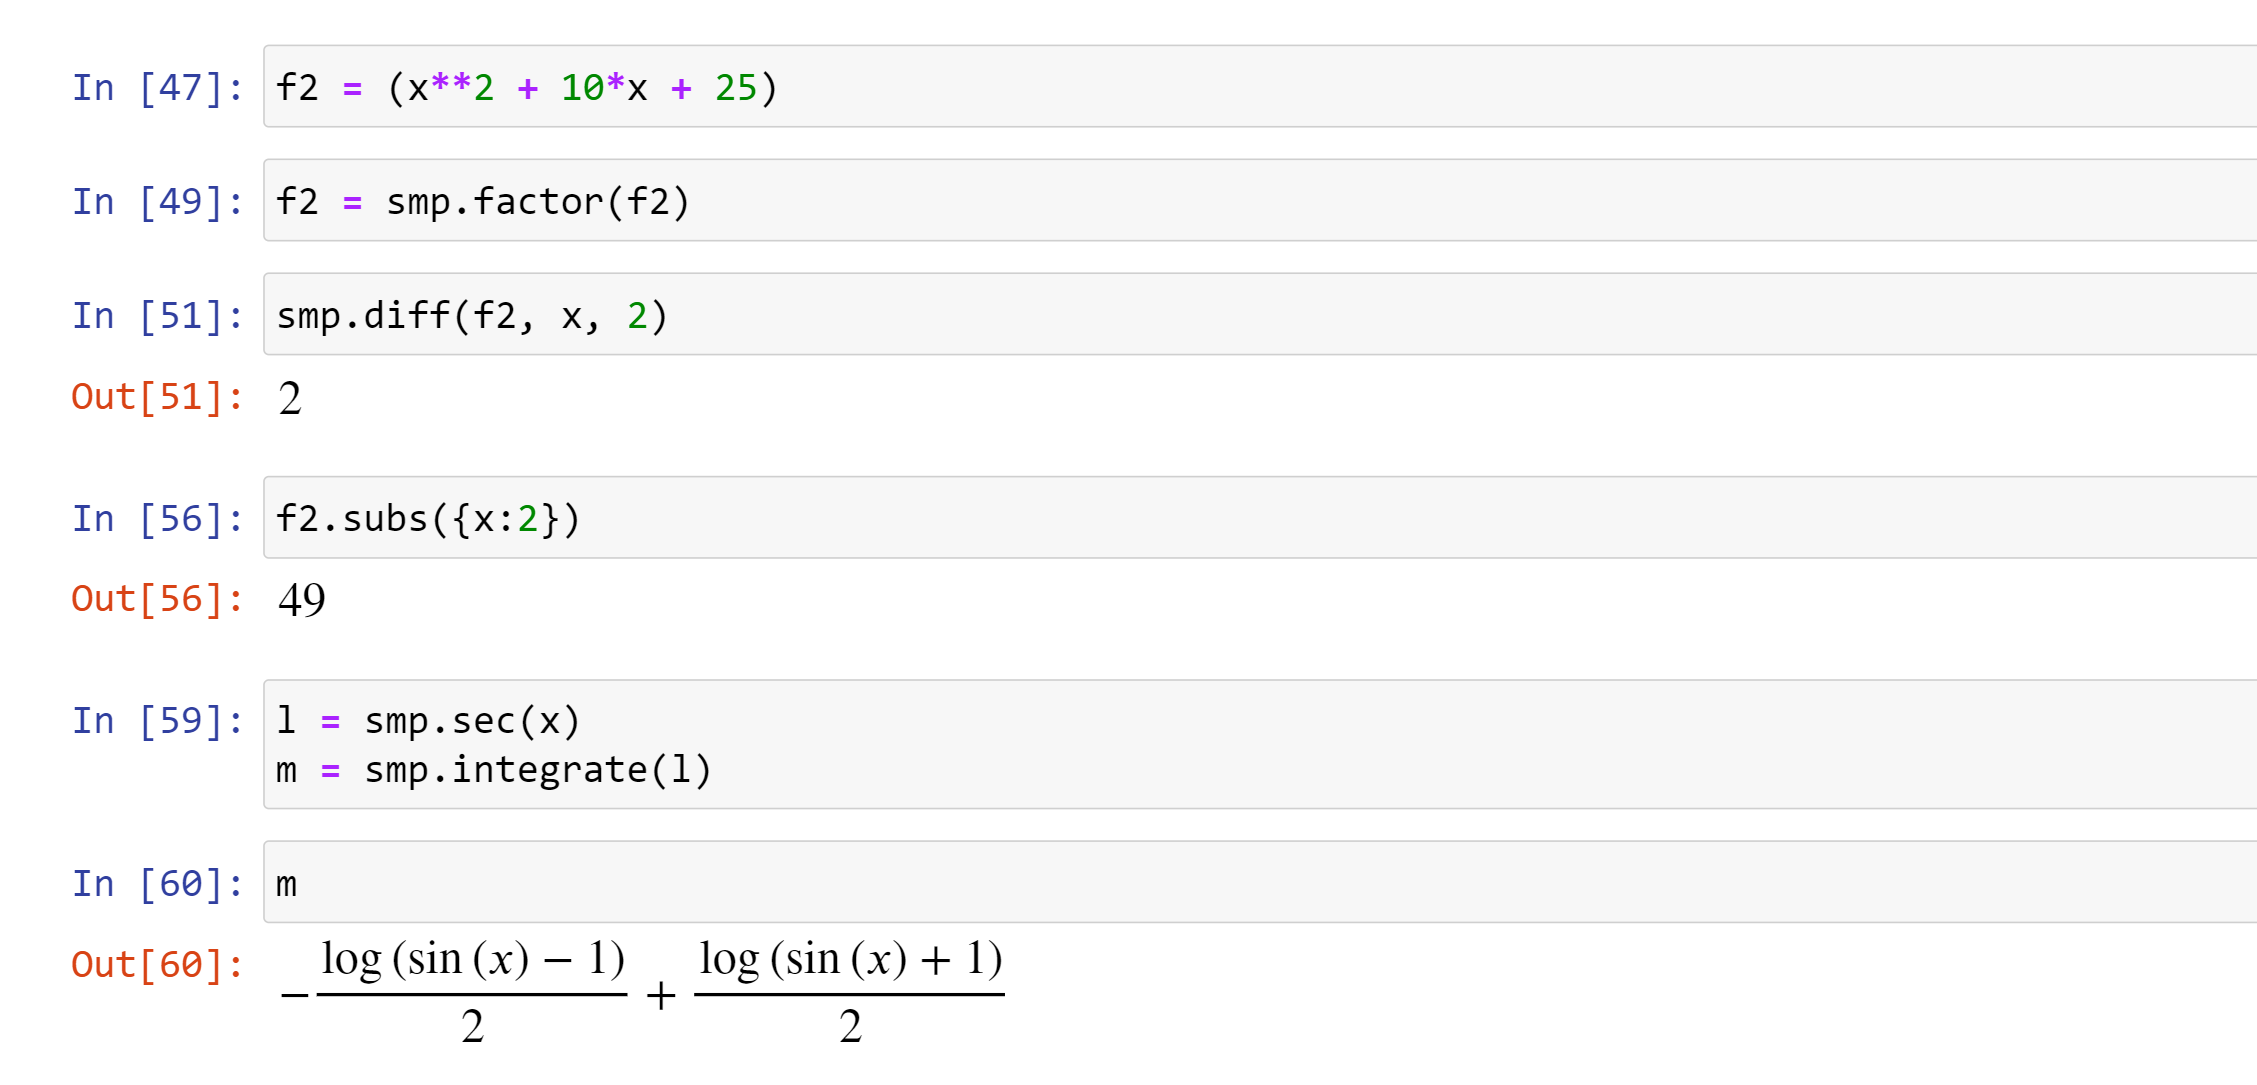 In [47]: f2 = (x**2 + 10*x + 25)
In [49]: f2 = smp.factor(f2)
In [51]: smp.diff(f2, x, 2)
Out[51]: 2
In [56]: f2.subs({x:2})
Out[56]: 49
In [59]: l = smp.sec(x)
m = smp.integrate(l)
In [60]: m
Out[60]: − log (sin (x) − 1)/2 + log (sin (x) + 1)/2